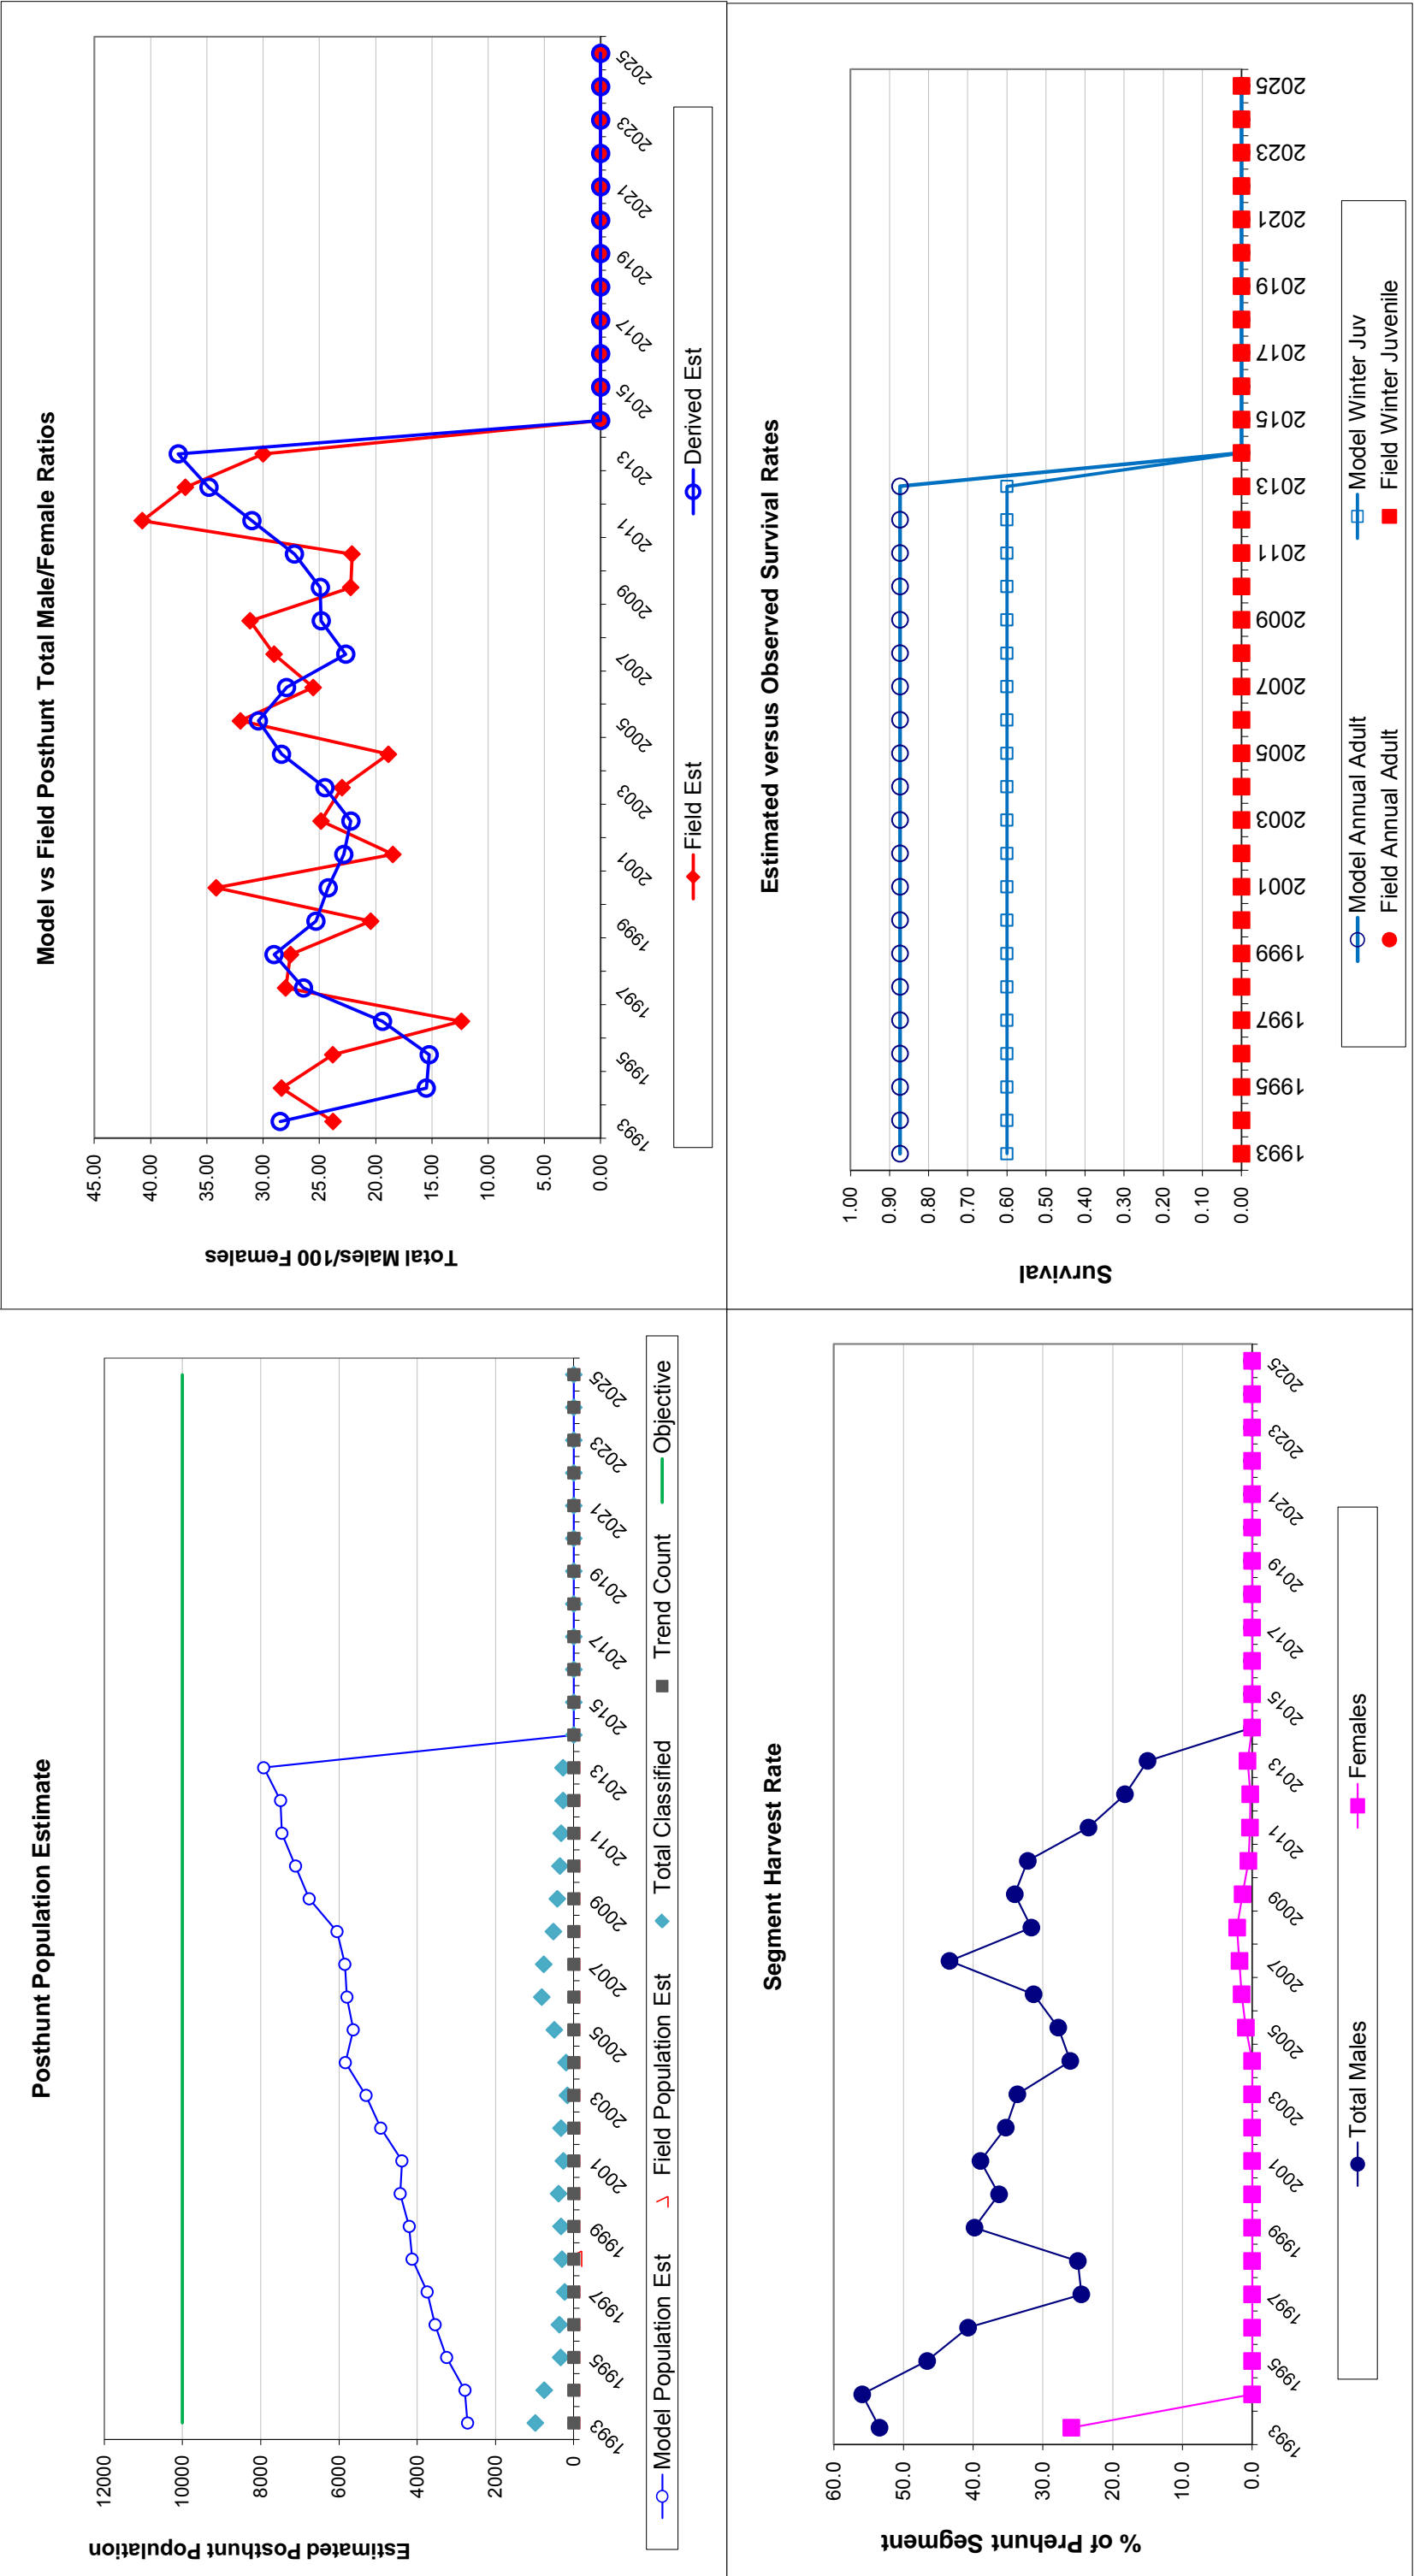 Posthunt Population Estimate
Estimated Posthunt Population
12000
10000
8000
6000
4000
2000
0
1993 1995 1997 1999 2001 2003 2005 2007 2009 2011 2013 2015 2017 2019 2021 2023 2025
Model Population Est Field Population Est Total Classified Trend Count Objective
Model vs Field Posthunt Total Male/Female Ratios
Total Males/100 Females
45.00
40.00
35.00
30.00
25.00
20.00
15.00
10.00
5.00
0.00
1993 1995 1997 1999 2001 2003 2005 2007 2009 2011 2013 2015 2017 2019 2021 2023 2025
Field Est Derived Est
Segment Harvest Rate
% of Prehunt Segment
60.0
50.0
40.0
30.0
20.0
10.0
0.0
1993 1995 1997 1999 2001 2003 2005 2007 2009 2011 2013 2015 2017 2019 2021 2023 2025
Total Males Females
Estimated versus Observed Survival Rates
Survival
1.00
0.90
0.80
0.70
0.60
0.50
0.40
0.30
0.20
0.10
0.00
1993 1995 1997 1999 2001 2003 2005 2007 2009 2011 2013 2015 2017 2019 2021 2023 2025
Model Annual Adult Model Winter Juv
Field Annual Adult Field Winter Juvenile